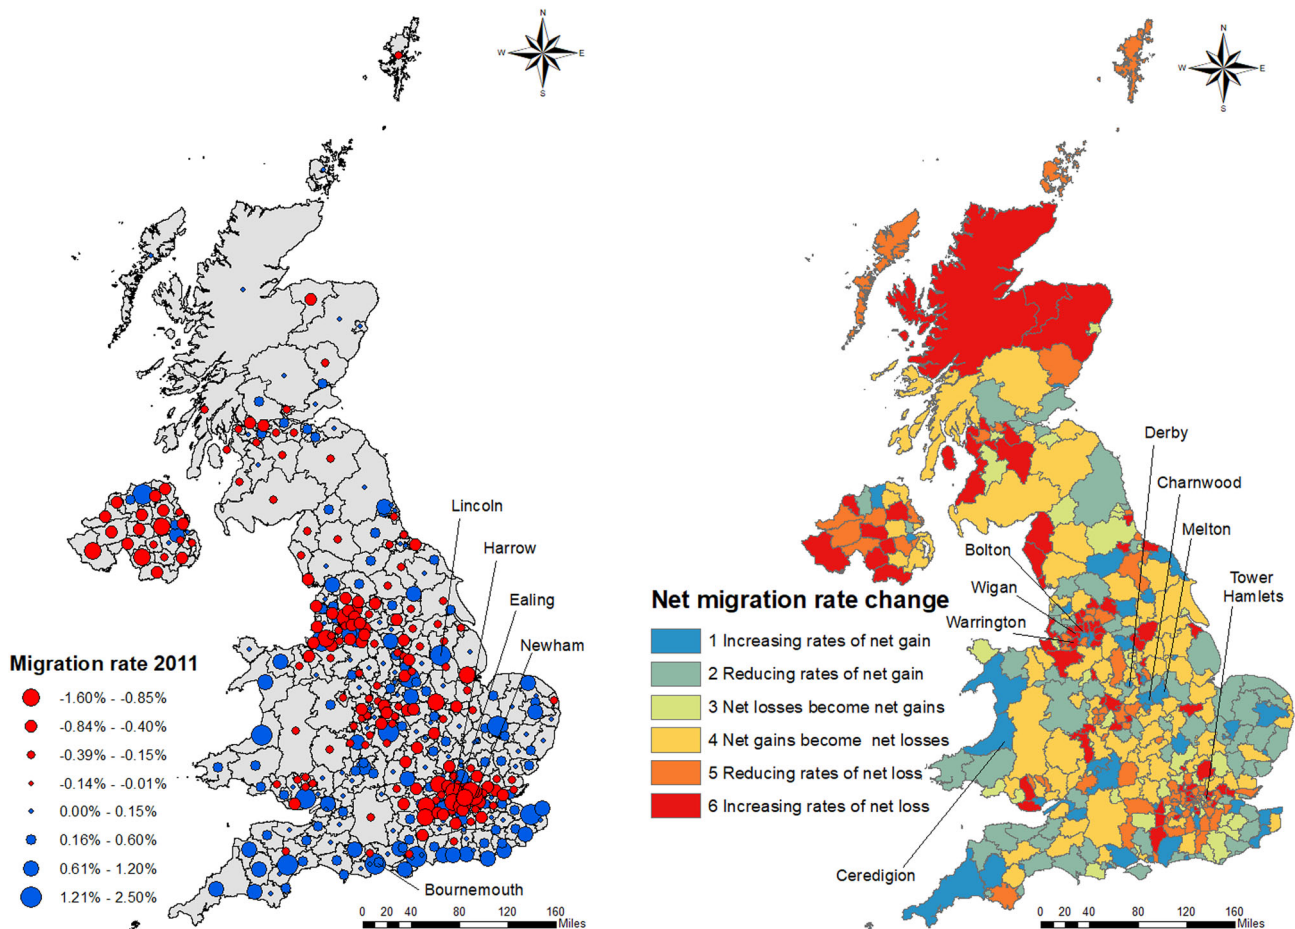 N
W E
S
Lincoln
Harrow
Ealing
Newham
Migration rate 2011
-1.60% - -0.85%
-0.84% - -0.40%
-0.39% - -0.15%
-0.14% - -0.01%
0.00% - 0.15%
0.16% - 0.60%
0.61% - 1.20%
1.21% - 2.50%
Bournemouth
0 20 40 80 120 160
Miles
N
W E
S
Derby
Charnwood
Melton
Bolton
Tower
Hamlets
Wigan
Warrington
Net migration rate change
1 Increasing rates of net gain
2 Reducing rates of net gain
3 Net losses become net gains
4 Net gains become net losses
5 Reducing rates of net loss
6 Increasing rates of net loss
Ceredigion
0 20 40 80 120 160
Miles